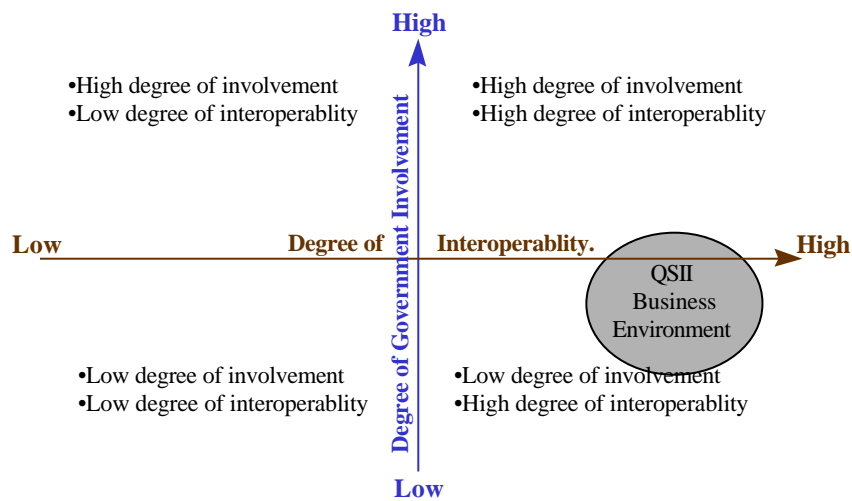 High
•High degree of involvement
•Low degree of interoperablity
•High degree of involvement
•High degree of interoperablity
Degree of Government Involvement
Low
Degree of Interoperablity.
High
QSII
Business
Environment
•Low degree of involvement
•Low degree of interoperablity
•Low degree of involvement
•High degree of interoperablity
Low